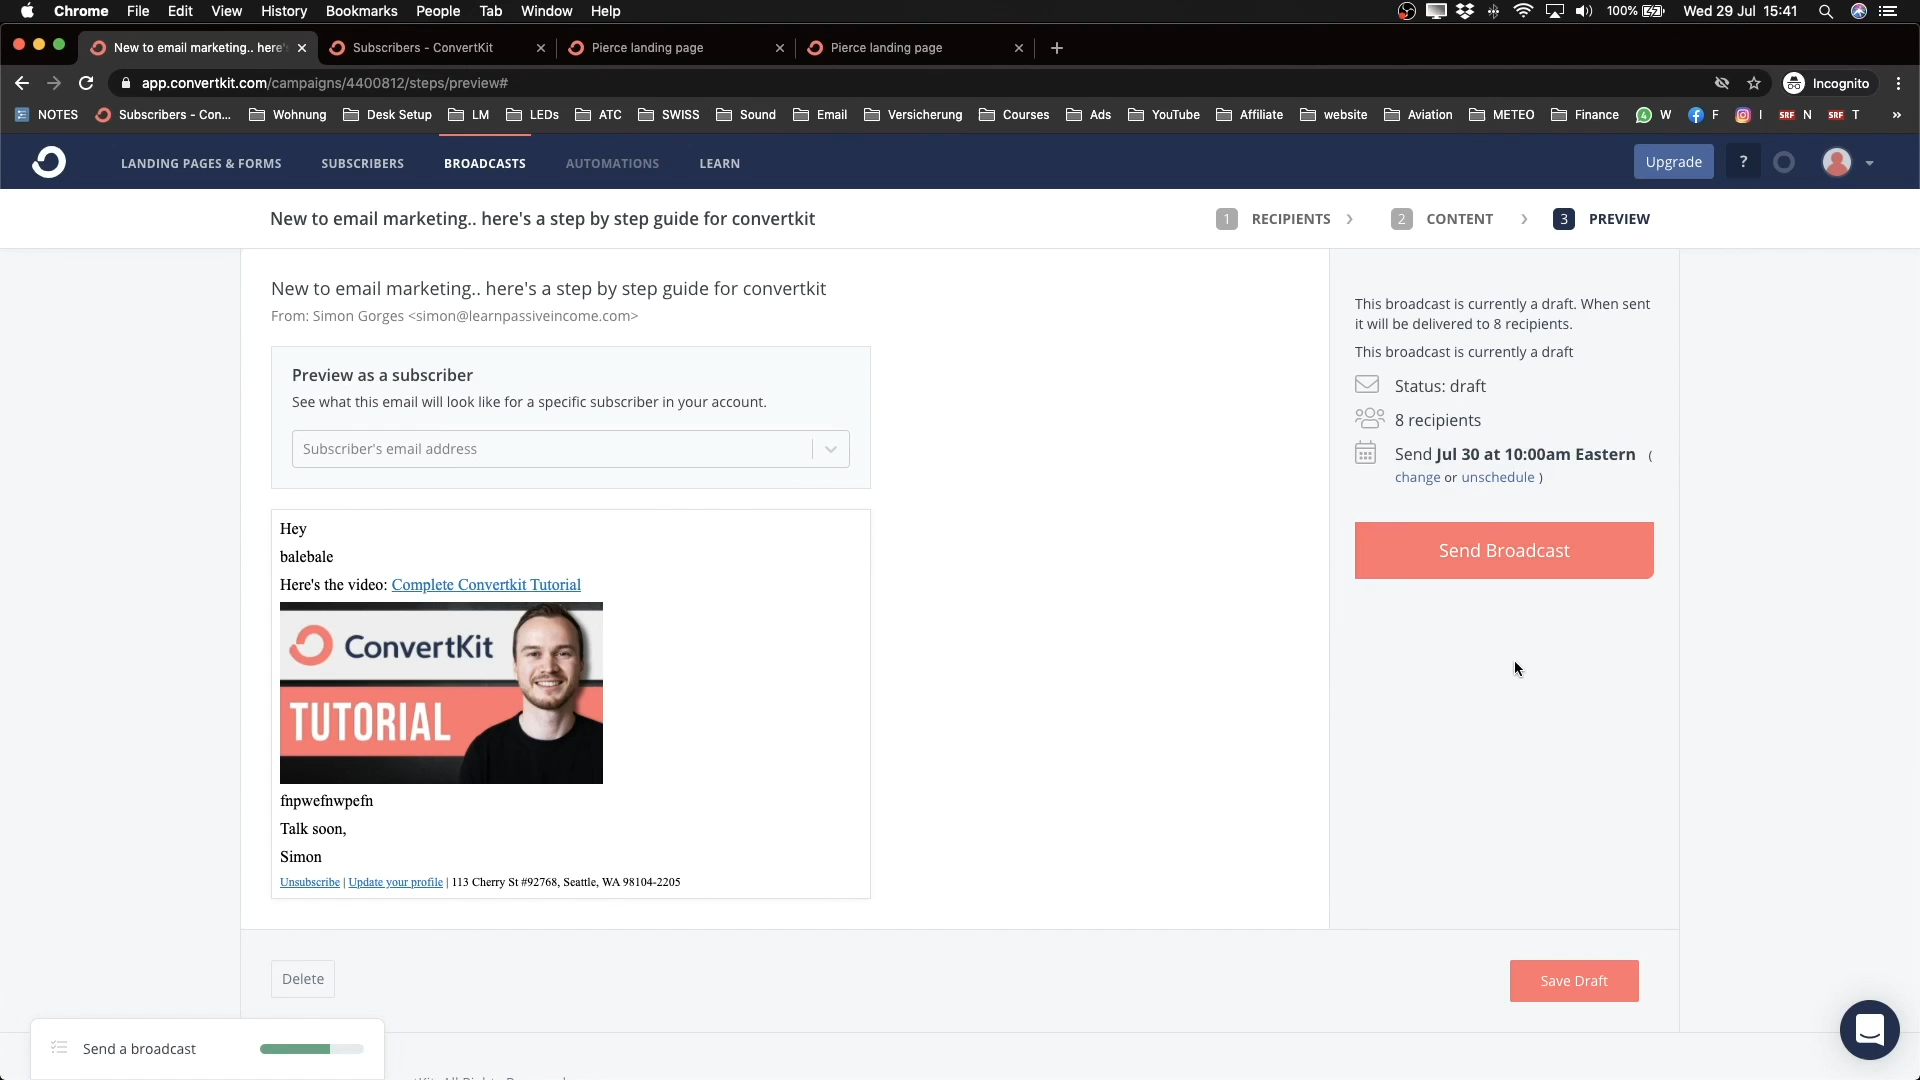 Chrome File Edit View History Bookmarks People Tab Window Help
100% Wed 29 Jul 15:41
New to email marketing.. here's
Subscribers - ConvertKit
Pierce landing page
Pierce landing page
app.convertkit.com/campaigns/4400812/steps/preview#
Incognito
NOTES Subscribers - Con... Wohnung Desk Setup LM LEDs ATC SWISS Sound Email Versicherung Courses Ads YouTube Affiliate website Aviation METEO Finance W F I N T »
LANDING PAGES & FORMS SUBSCRIBERS BROADCASTS AUTOMATIONS LEARN
Upgrade ?
New to email marketing.. here's a step by step guide for convertkit
1 RECIPIENTS 2 CONTENT 3 PREVIEW
New to email marketing.. here's a step by step guide for convertkit
From: Simon Gorges <simon@learnpassiveincome.com>
Preview as a subscriber
See what this email will look like for a specific subscriber in your account.
Subscriber's email address
Hey
balebale
Here's the video: Complete Convertkit Tutorial
ConvertKit
TUTORIAL
fnpwefnwpefn
Talk soon,
Simon
Unsubscribe | Update your profile | 113 Cherry St #92768, Seattle, WA 98104-2205
This broadcast is currently a draft. When sent
it will be delivered to 8 recipients.
This broadcast is currently a draft
Status: draft
8 recipients
Send Jul 30 at 10:00am Eastern (
change or unschedule )
Send Broadcast
Delete
Save Draft
Send a broadcast